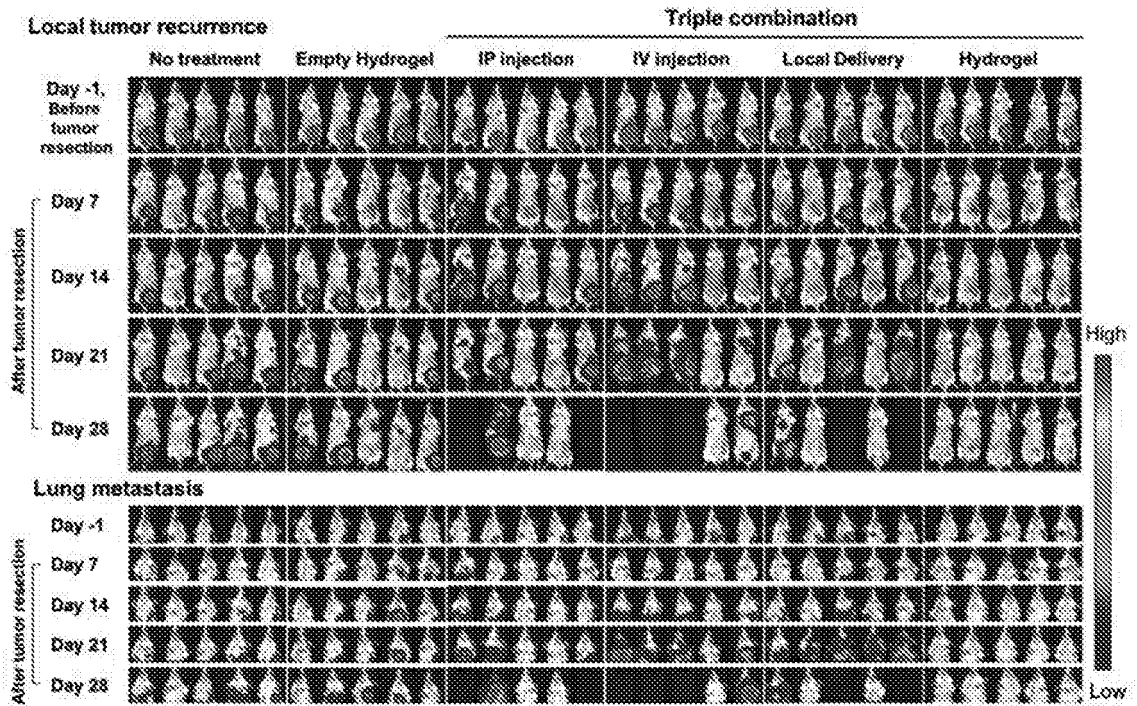 Local tumor recurrence
Triple combination
No treatment
Empty Hydrogel
IP injection
IV injection
Local Delivery
Hydrogel
Day -1,
Before
tumor
resection
After tumor resection
Day 7
Day 14
Day 21
Day 28
High
Low
Lung metastasis
Day -1
After tumor resection
Day 7
Day 14
Day 21
Day 28